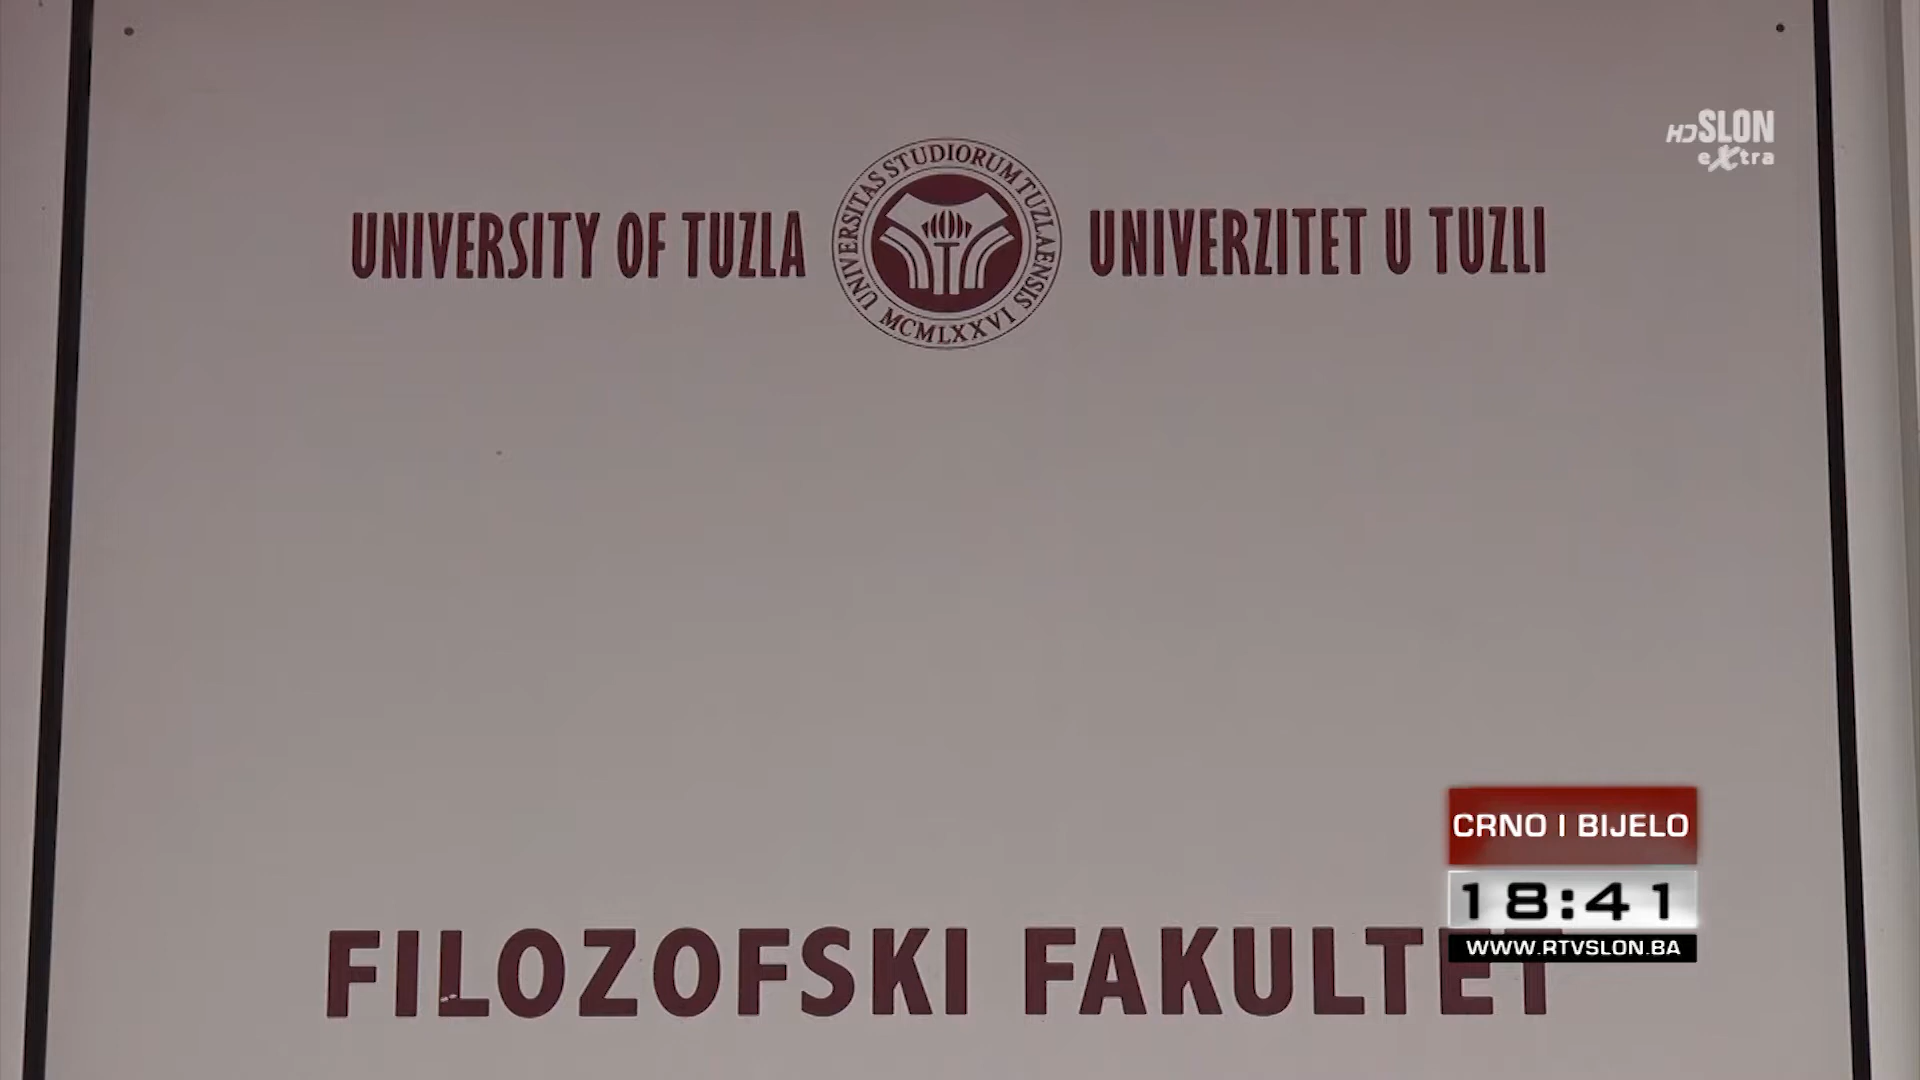 HD SLON
extra
UNIVERSITY OF TUZLA
UNIVERSITAS STUDIORUM TUZLAENSIS
MCMLXXVI
UNIVERZITET U TUZLI
CRNO I BIJELO
18:41
WWW.RTVSLON.BA
FILOZOFSKI FAKULTET